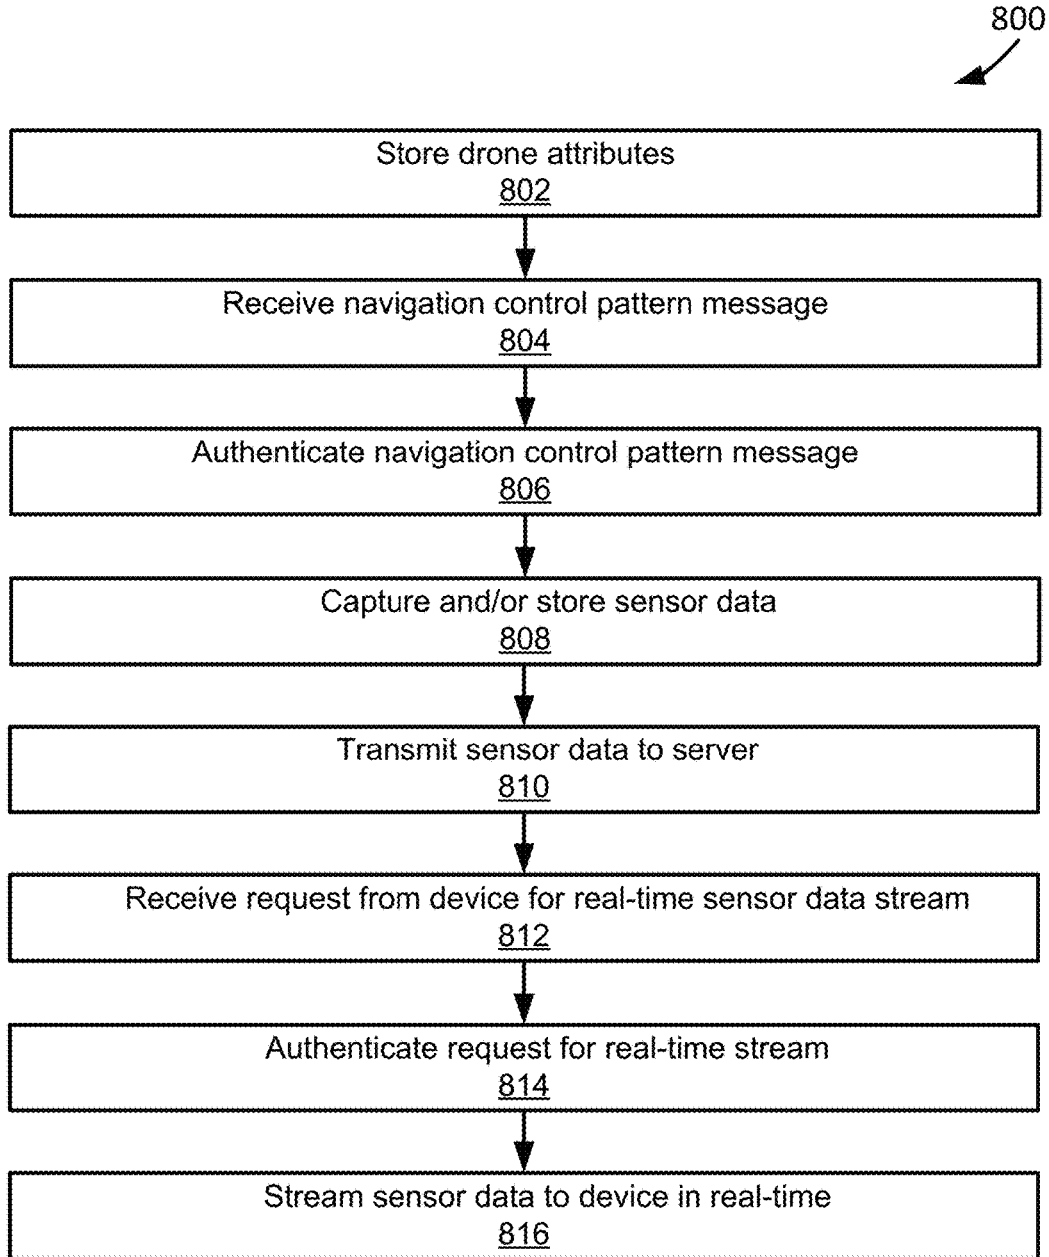 800
Store drone attributes
802
Receive navigation control pattern message
804
Authenticate navigation control pattern message
806
Capture and/or store sensor data
808
Transmit sensor data to server
810
Receive request from device for real-time sensor data stream
812
Authenticate request for real-time stream
814
Stream sensor data to device in real-time
816